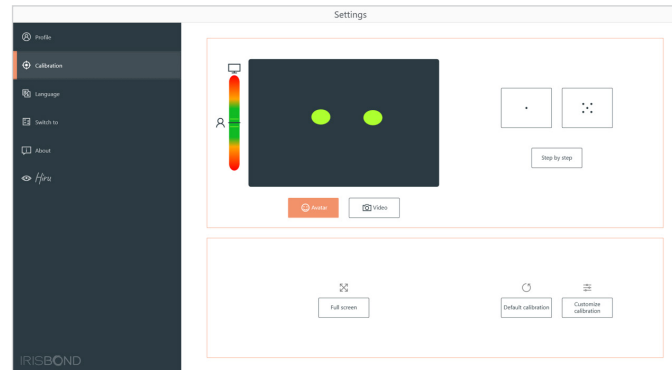 Settings
Profile
Calibration
Language
Switch to
About
Hiru
IRISBOND
Step by step
Avatar
Video
Full screen
Default calibration
Customize
calibration